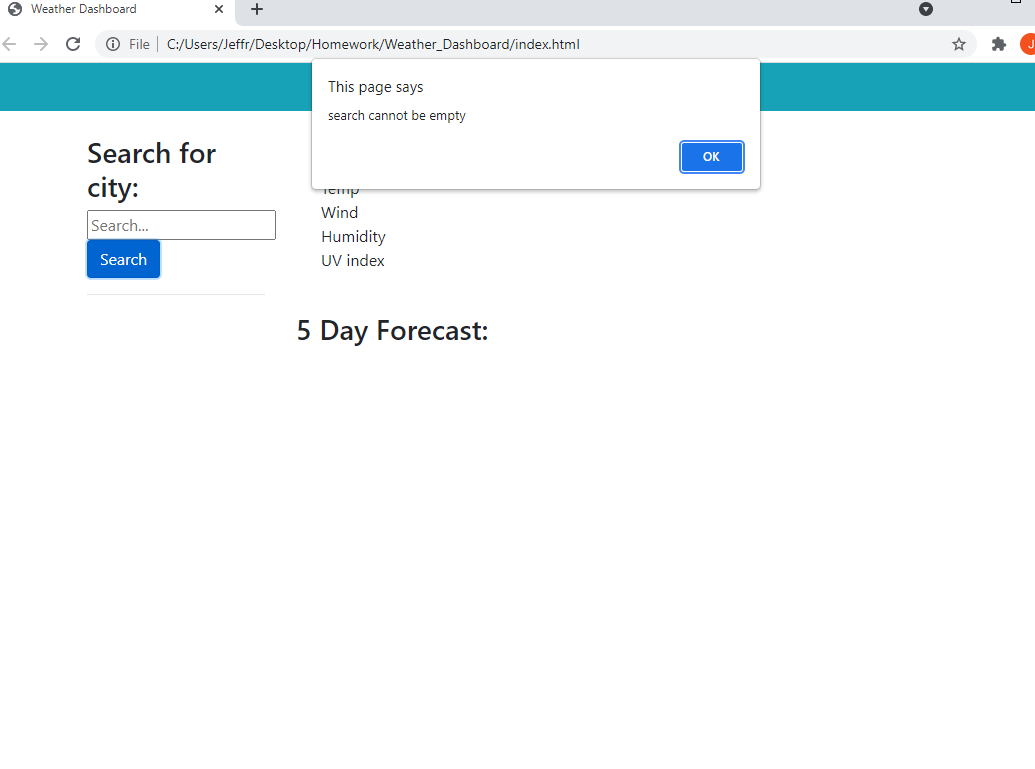 Weather Dashboard
File C:/Users/Jeffr/Desktop/Homework/Weather_Dashboard/index.html
J
This page says
search cannot be empty
OK
Search for
city:
Search...
Search
Temp
Wind
Humidity
UV index
5 Day Forecast: